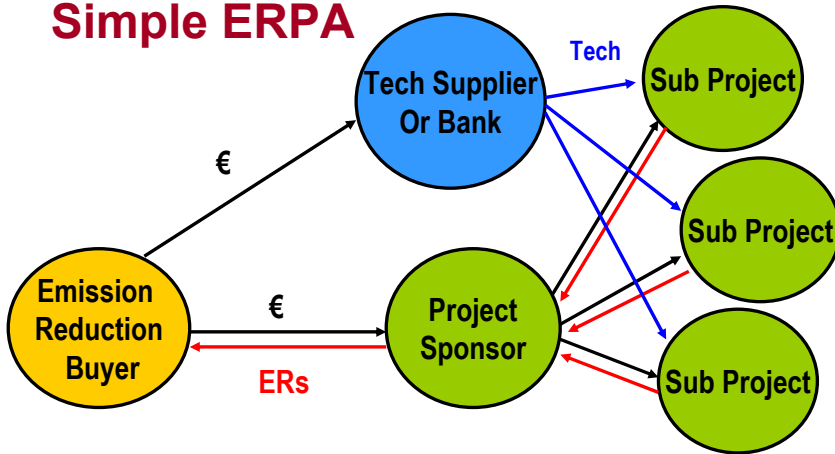 Simple ERPA
Tech Supplier
Or Bank
Tech
Sub Project
€
Sub Project
Emission
Reduction
Buyer
€
ERs
Project
Sponsor
Sub Project